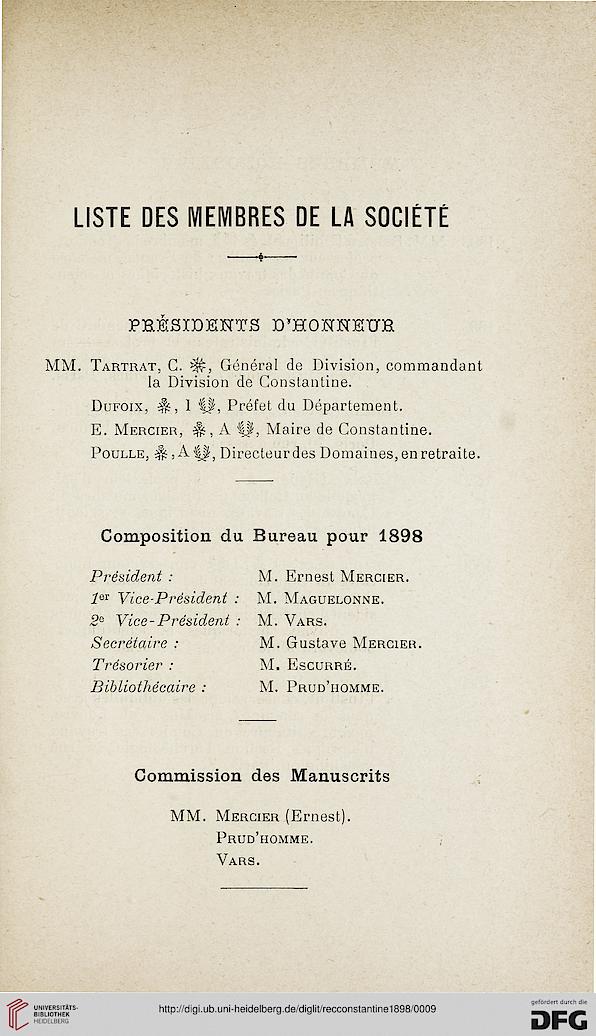 LISTE DES MEMBRES DE LA SOCIÉTÉ
PRÉSIDENTS D'HONNEUR
MM. TARTRAT, C. ✻, Général de Division, commandant
la Division de Constantine.
DUFOIX, ✻, I ❦, Préfet du Département.
E. MERCIER, ✻, A ❦, Maire de Constantine.
POULLE, ✻, A ❦, Directeur des Domaines, en retraite.
Composition du Bureau pour 1898
Président : M. Ernest MERCIER.
1er Vice-Président : M. MAGUELONNE.
2e Vice-Président : M. VARS.
Secrétaire : M. Gustave MERCIER.
Trésorier : M. ESCURRÉ.
Bibliothécaire : M. PRUD'HOMME.
Commission des Manuscrits
MM. MERCIER (Ernest).
PRUD'HOMME.
VARS.
UNIVERSITÄTS-
BIBLIOTHEK
HEIDELBERG
http://digi.ub.uni-heidelberg.de/diglit/recconstantine1898/0009
gefördert durch die
DFG